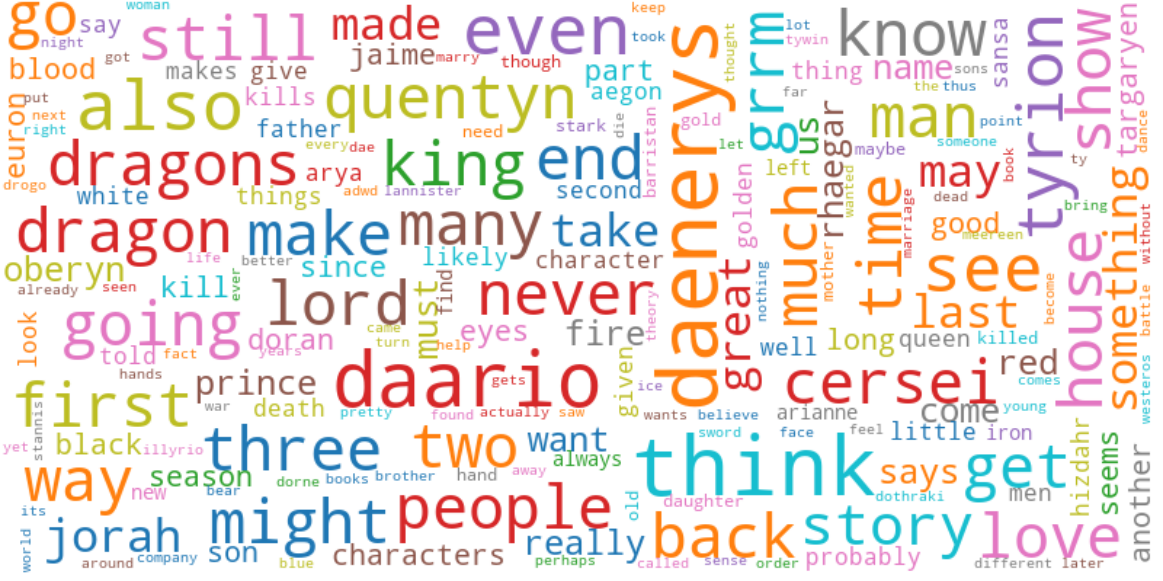 go
woman
say
night
got
still
made
jaime
marry
even
though
keep
took
thought
lot
tywin
know
sansa
tyrion
show
targaryen
blood
makes
give
part
aegon
daenerys
grrm
thing
name
sons
the
thus
far
put
next
right
euron
also
kills
quentyn
father
need
stark
die
barristan
gold
let
us
rhaegar
man
point
maybe
someone
dance
drogo
dragons
every
dae
arya
king
end
adwd
lannister
second
white
things
golden
left
much
wanted
time
may
book
dead
ty
bring
marriage
good
meereen
something
without
dragon
make
many
take
life
better
since
likely
character
oberyn
already
seen
kill
ever
lord
must
find
never
theory
great
nothing
mother
see
last
become
house
battle
westeros
look
going
told
fact
doran
years
came
turn
help
eyes
fire
well
long
queen
killed
hands
prince
daario
gets
given
ice
cersei
red
comes
first
stannis
war
death
pretty
found
actually
saw
wants
believe
arianne
come
young
yet
black
illyrio
three
two
want
always
sword
face
feel
little
iron
hizdahr
seems
another
way
new
season
dorne
books
brother
hand
away
think
says
get
dothraki
men
its
bear
might
people
old
daughter
world
jorah
son
characters
really
back
story
love
around
company
blue
perhaps
called
sense
order
probably
different
later